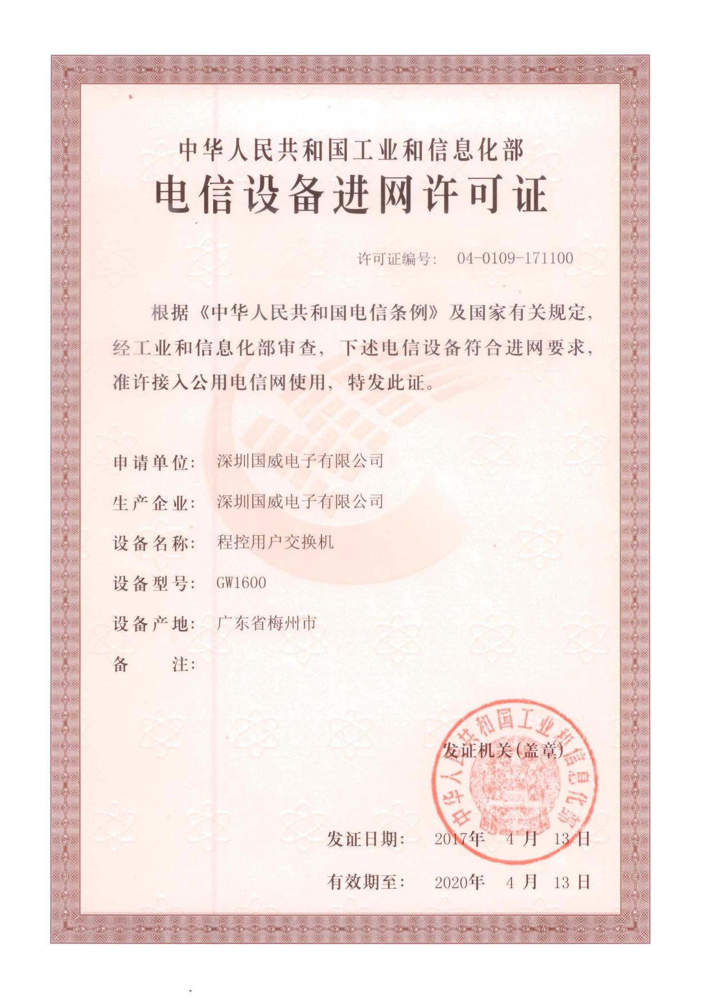 中华人民共和国工业和信息化部
电信设备进网许可证
许可证编号： 04-0109-171100
根据《中华人民共和国电信条例》及国家有关规定，
经工业和信息化部审查，下述电信设备符合进网要求，
准许接入公用电信网使用，特发此证。
申请单位： 深圳国威电子有限公司
生产企业： 深圳国威电子有限公司
设备名称： 程控用户交换机
设备型号： GW1600
设备产地： 广东省梅州市
备 注：
中华人民共和国工业和信息化部
发证机关(盖章)
发证日期： 2017年 4 月 13 日
有效期至： 2020年 4 月 13 日